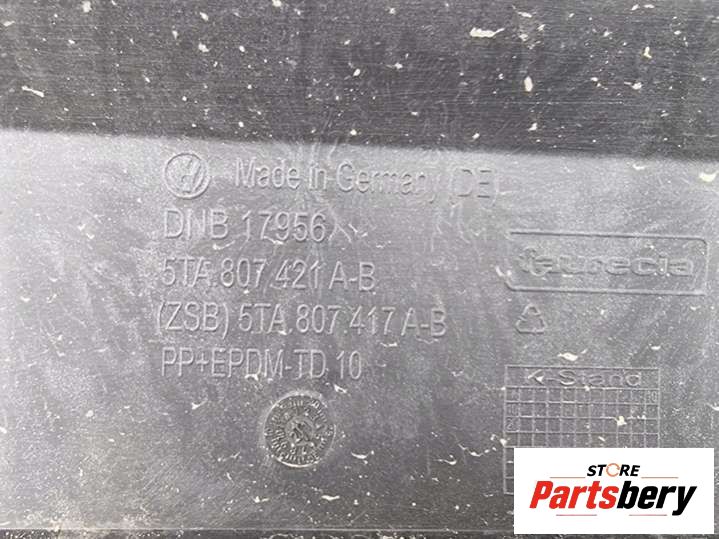 Made in Germany (DE)
DNB 17956
5TA.807.421 A-B
(ZSB) 5TA.807.417 A-B
PP+EPDM-TD 10
faurecia
K-Stand
STORE
Partsbery